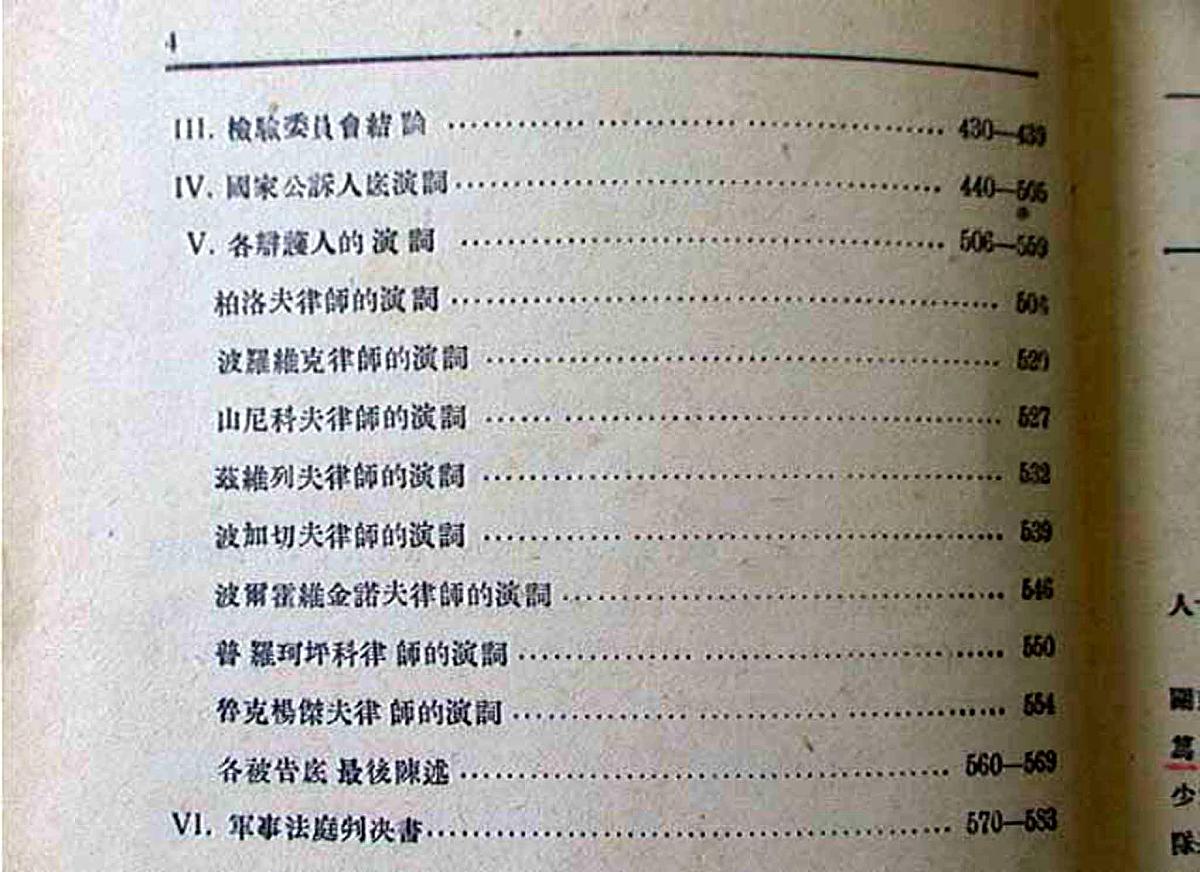 4
III. 檢驗委員會結論 ........................ 430—439
IV. 國家公訴人底演詞 ........................ 440—505
V. 各辯護人的演詞 ........................ 506—559
柏洛夫律師的演詞 ........................ 506
波羅維克律師的演詞 ........................ 520
山尼科夫律師的演詞 ........................ 527
茲維列夫律師的演詞 ........................ 532
波加切夫律師的演詞 ........................ 539
波爾霍維金諾夫律師的演詞 ........................ 546
普羅珂坪科律師的演詞 ........................ 550
魯克楊傑夫律師的演詞 ........................ 554
各被告底最後陳述 ........................ 560—569
VI. 軍事法庭判決書 ........................ 570—583
人
篤
少
隊